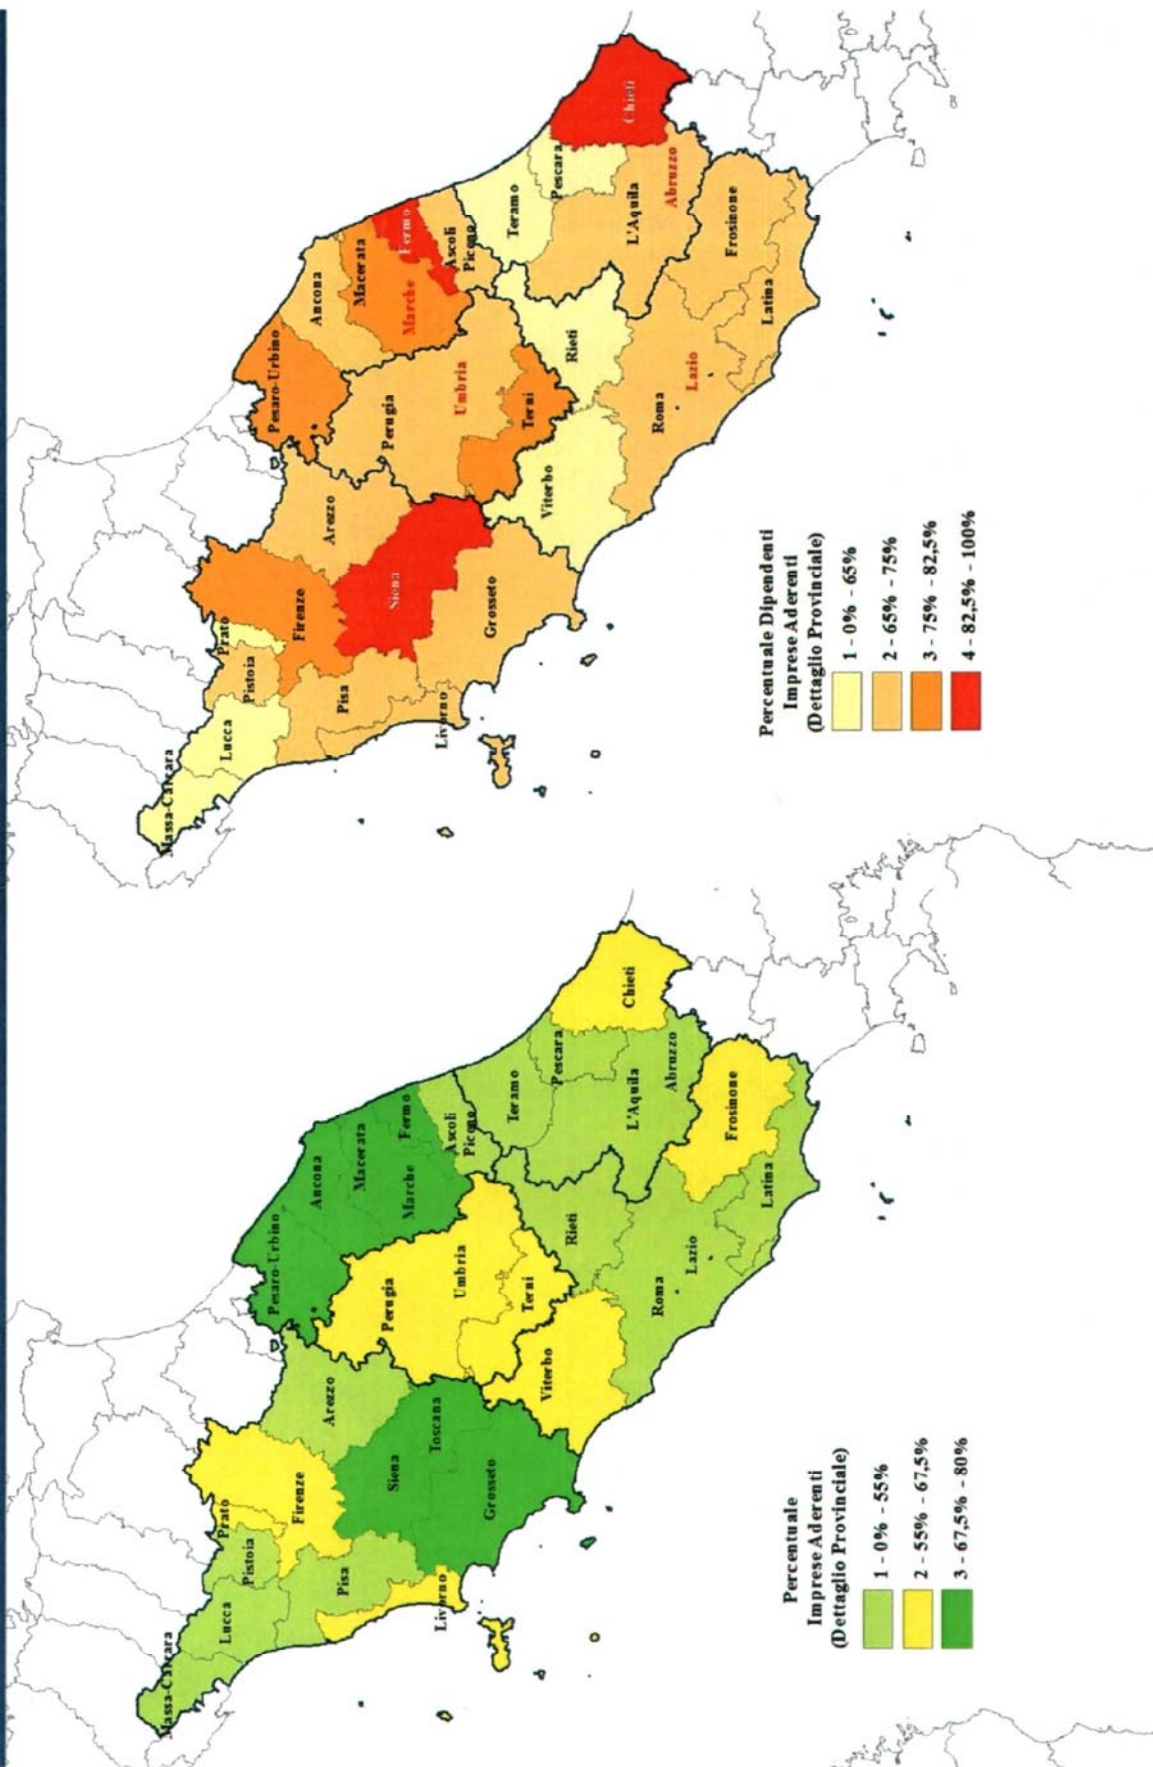 Massa-Carrara
Lucca
Pistoia
Prato
Firenze
Pisa
Livorno
Arezzo
Siena
Toscana
Grosseto
Pesaro-Urbino
Ancona
Macerata
Fermo
Marche
Ascoli
Piceno
Perugia
Umbria
Terni
Viterbo
Rieti
Roma
Lazio
Latina
Frosinone
Teramo
Pescara
L'Aquila
Abruzzo
Chieti
Percentuale
Imprese Aderenti
(Dettaglio Provinciale)
1 - 0% - 55%
2 - 55% - 67,5%
3 - 67,5% - 80%
Massa-Carrara
Lucca
Pistoia
Prato
Firenze
Pisa
Livorno
Arezzo
Siena
Grosseto
Pesaro-Urbino
Ancona
Macerata
Fermo
Marche
Ascoli
Piceno
Perugia
Umbria
Terni
Viterbo
Rieti
Roma
Lazio
Latina
Frosinone
Teramo
Pescara
L'Aquila
Abruzzo
Chieti
Percentuale Dipendenti
Imprese Aderenti
(Dettaglio Provinciale)
1 - 0% - 65%
2 - 65% - 75%
3 - 75% - 82,5%
4 - 82,5% - 100%